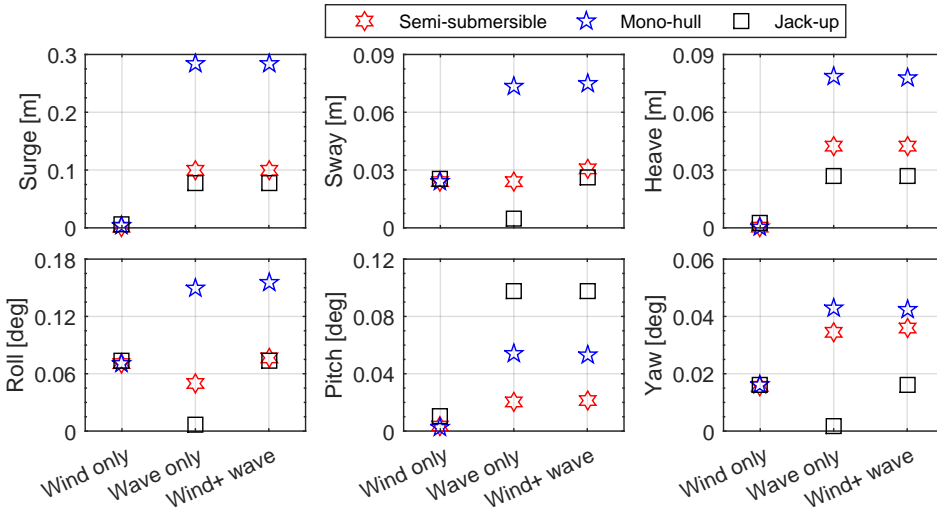 Semi-submersible Mono-hull Jack-up
Surge [m]
0.3
0.2
0.1
0
Sway [m]
0.09
0.06
0.03
0
Heave [m]
0.09
0.06
0.03
0
Roll [deg]
0.18
0.12
0.06
0
Wind only
Wave only
Wind+ wave
Pitch [deg]
0.12
0.08
0.04
0
Wind only
Wave only
Wind+ wave
Yaw [deg]
0.06
0.04
0.02
0
Wind only
Wave only
Wind+ wave